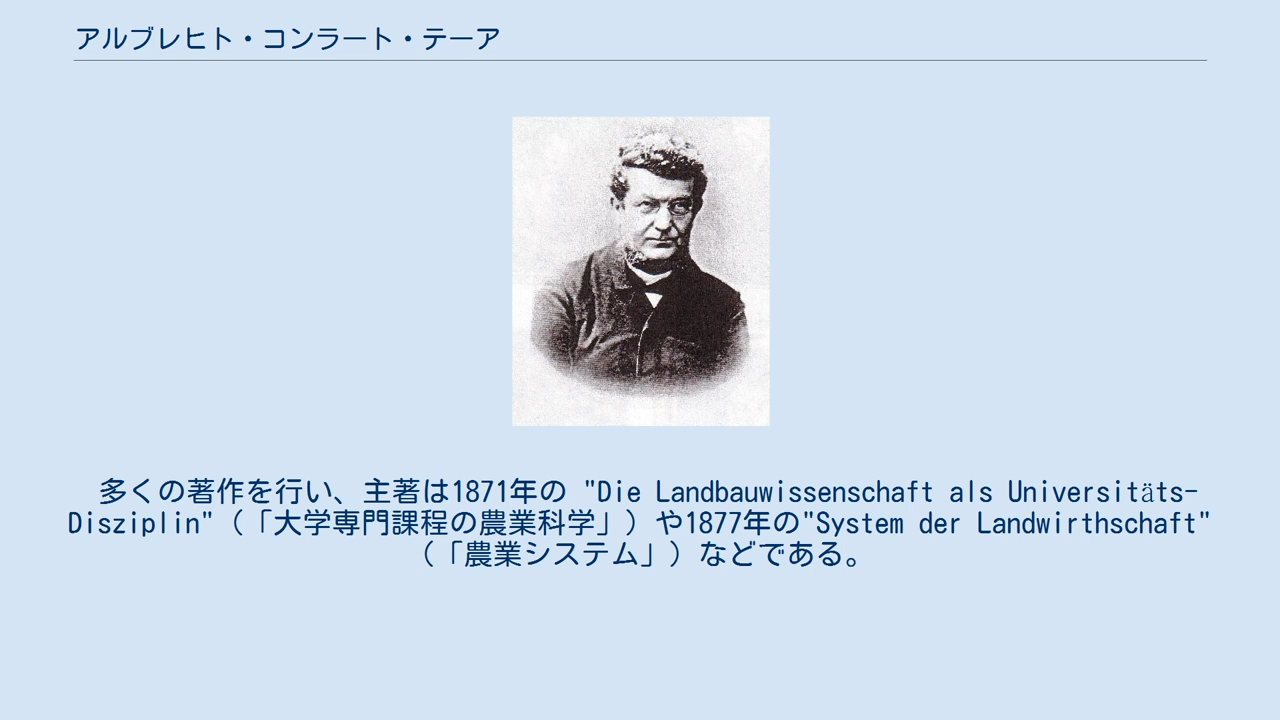 アルブレヒト・コンラート・テーア
多くの著作を行い、主著は1871年の "Die Landbauwissenschaft als Universitäts-
Disziplin"（「大学専門課程の農業科学」）や1877年の"System der Landwirthschaft"
（「農業システム」）などである。